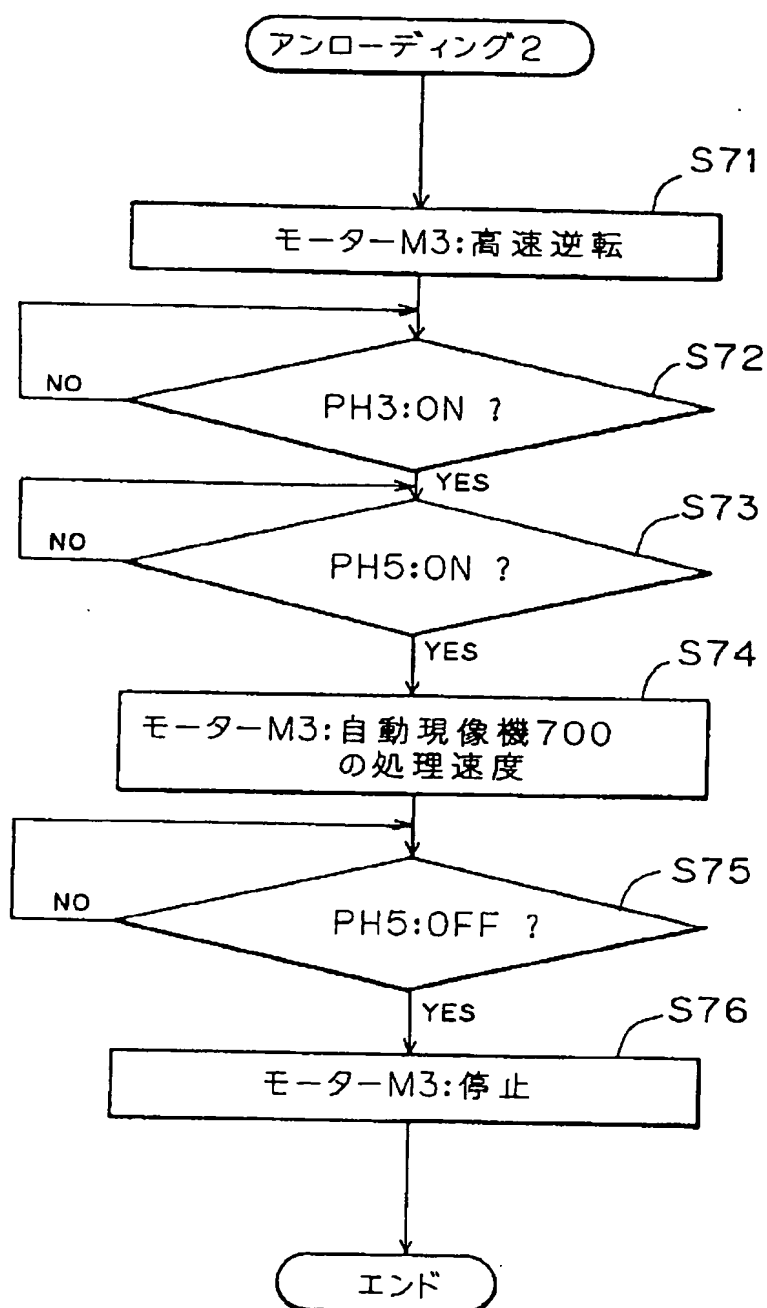 アンローディング2
S71
モーターM3:高速逆転
S72
NO
PH3:ON ?
YES
S73
NO
PH5:ON ?
YES
S74
モーターM3:自動現像機700
の処理速度
S75
NO
PH5:OFF ?
YES
S76
モーターM3:停止
エンド